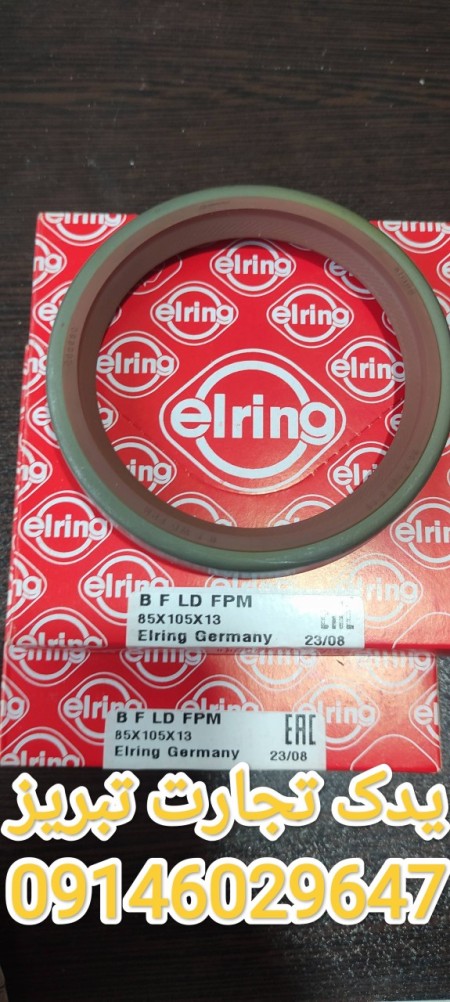 elring
B F LD FPM
85X105X13
Elring Germany 23/08
B F LD FPM
85X105X13
Elring Germany 23/08
EAC
یدک تجارت تبریز
09146029647